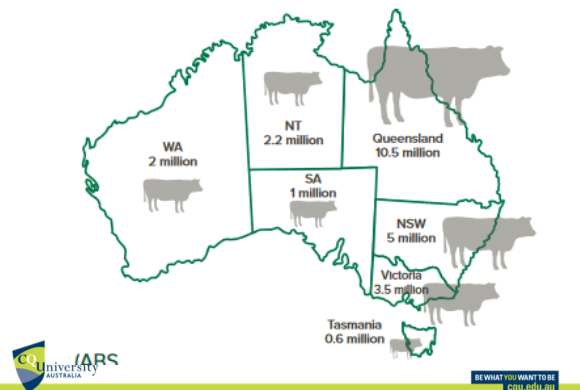 NT
2.2 million
WA
2 million
Queensland
10.5 million
SA
1 million
NSW
5 million
Victoria
3.5 million
Tasmania
0.6 million
/ABS
CQUniversity
AUSTRALIA
BE WHAT YOU WANT TO BE
cqu.edu.au